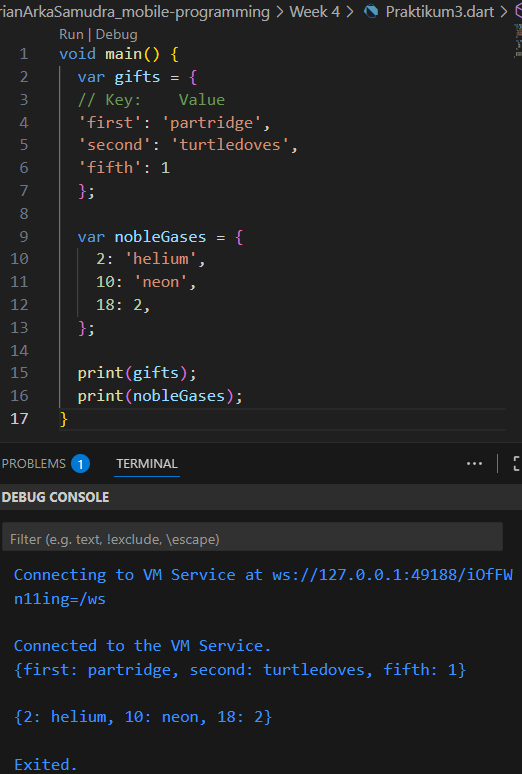 rianArkaSamudra_mobile-programming > Week 4 > Praktikum3.dart >
Run | Debug
1 void main() {
2 var gifts = {
3 // Key:    Value
4 'first': 'partridge',
5 'second': 'turtledoves',
6 'fifth': 1
7 };
8
9 var nobleGases = {
10 2: 'helium',
11 10: 'neon',
12 18: 2,
13 };
14
15 print(gifts);
16 print(nobleGases);
17 }
PROBLEMS 1 TERMINAL ...
DEBUG CONSOLE
Filter (e.g. text, !exclude, \escape)
Connecting to VM Service at ws://127.0.0.1:49188/iOfFW
n11ing=/ws
Connected to the VM Service.
{first: partridge, second: turtledoves, fifth: 1}
{2: helium, 10: neon, 18: 2}
Exited.